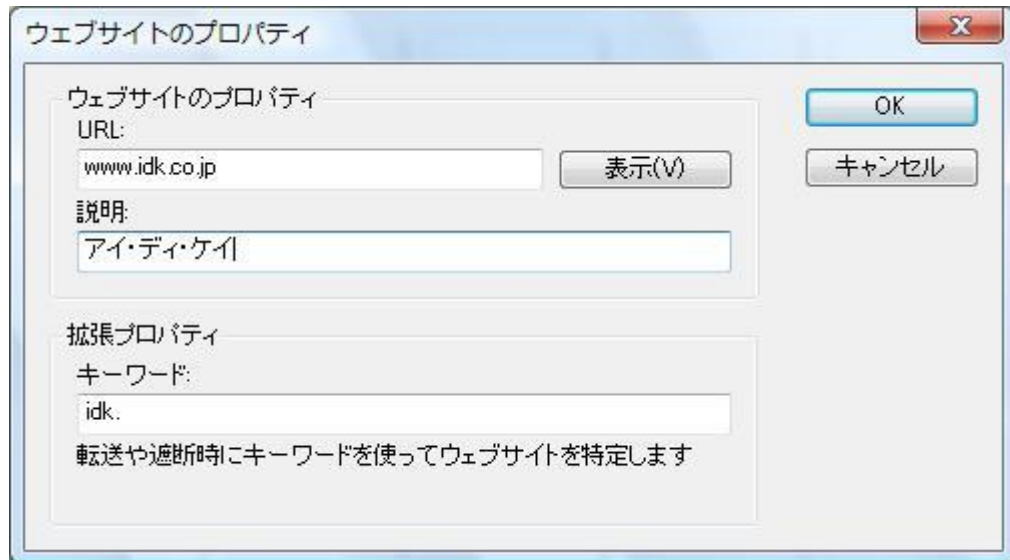 ウェブサイトのプロパティ
ウェブサイトのプロパティ
OK
URL:
www.idk.co.jp
表示(V)
キャンセル
説明:
アイ・ディ・ケイ
拡張プロパティ
キーワード:
idk.
転送や遮断時にキーワードを使ってウェブサイトを特定します